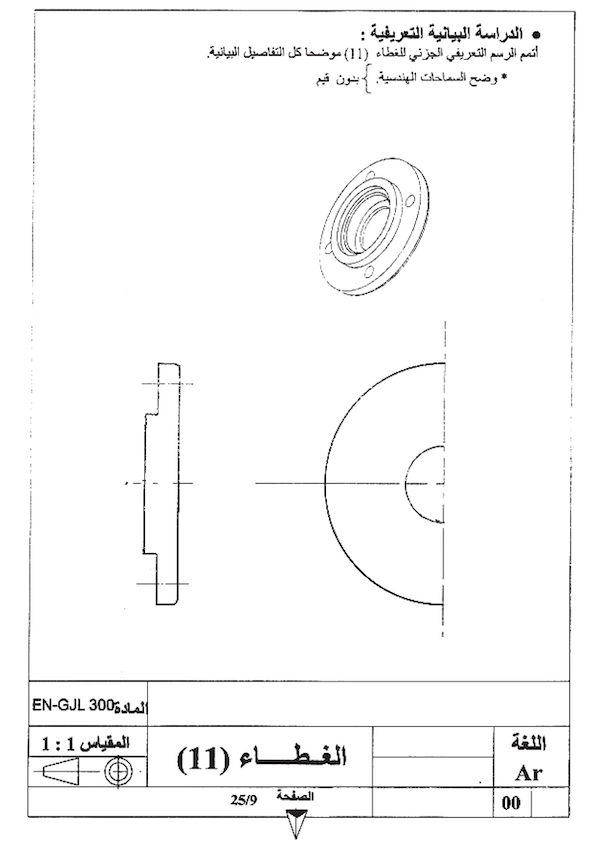 • الدراسة البيانية التعريفية :
أتمم الرسم التعريفي الجزئي للغطاء (11) موضحا كل التفاصيل البيانية.
* وضح السماحات الهندسية. } بدون قيم
المادة EN-GJL 300
المقياس 1 : 1
الغطـــاء (11)
اللغة
Ar
الصفحة 25/9
00